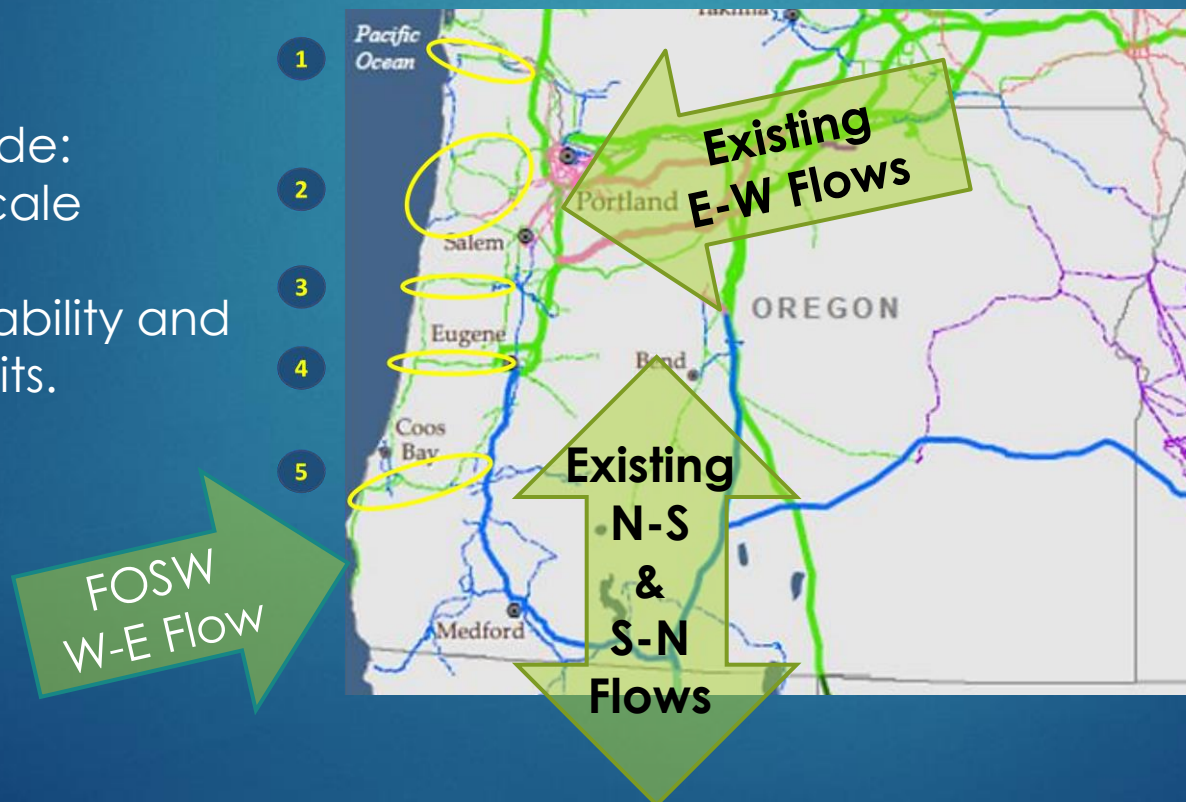 de:
cale
ability and
its.
1
2
3
4
5
Pacific
Ocean
Yakima
Portland
Salem
Eugene
Bend
Coos
Bay
Medford
OREGON
Existing
E-W Flows
Existing
N-S
&
S-N
Flows
FOSW
W-E Flow